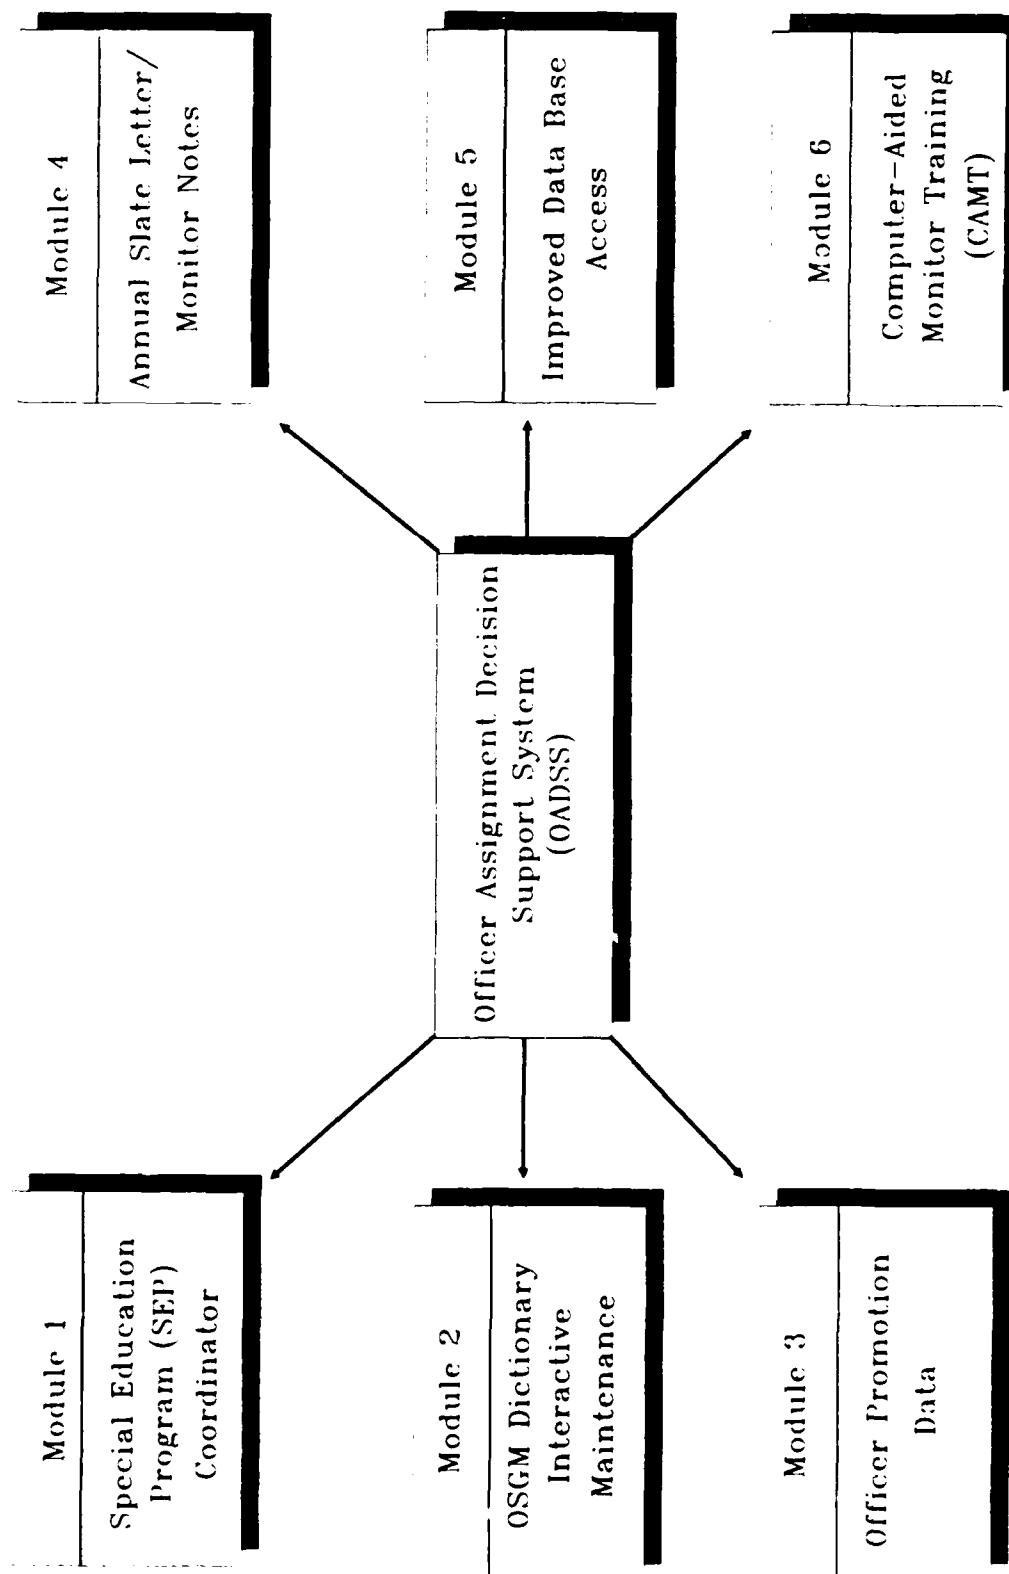 Module 1
Special Education
Program (SEP)
Coordinator
Module 2
OSGM Dictionary
Interactive
Maintenance
Module 3
Officer Promotion
Data
Officer Assignment Decision
Support System
(OADSS)
Module 4
Annual Slate Letter/
Monitor Notes
Module 5
Improved Data Base
Access
Module 6
Computer-Aided
Monitor Training
(CAMT)